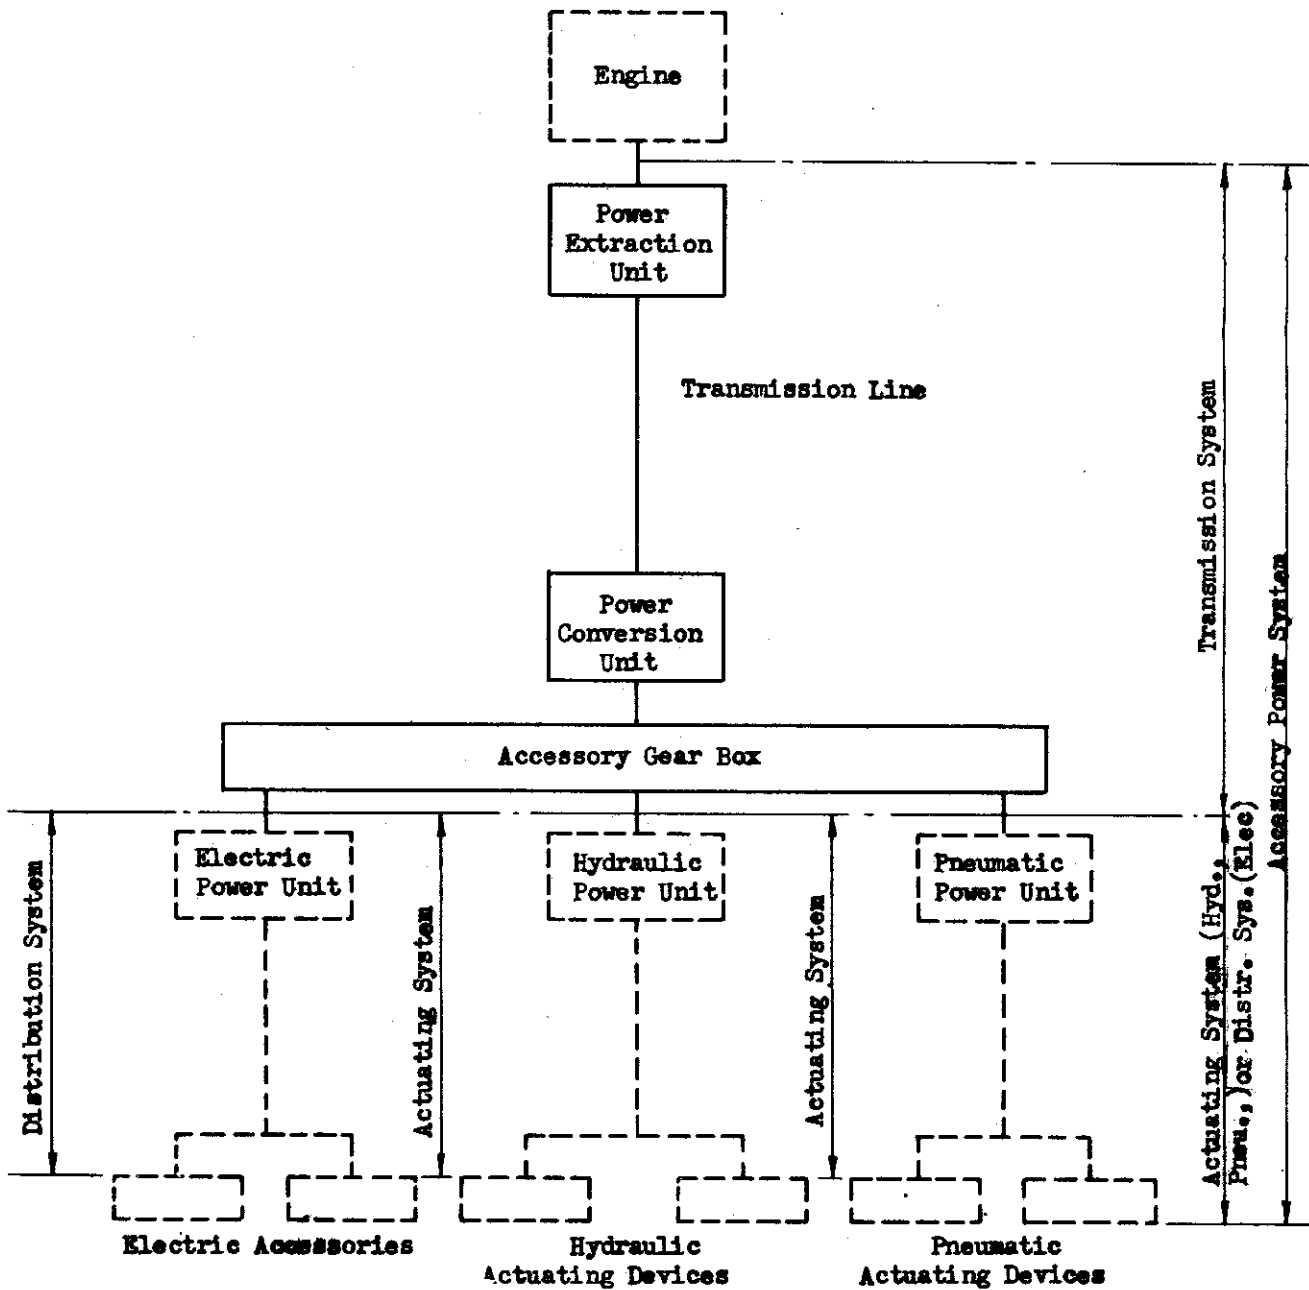 Engine
Power
Extraction
Unit
Transmission Line
Transmission System
Accessory Power System
Power
Conversion
Unit
Accessory Gear Box
Distribution System
Electric
Power Unit
Actuating System
Hydraulic
Power Unit
Actuating System
Pneumatic
Power Unit
Actuating System (Hyd.,
Pneu.,)or Distr. Sys.(Elec)
Electric Accessories
Hydraulic
Actuating Devices
Pneumatic
Actuating Devices